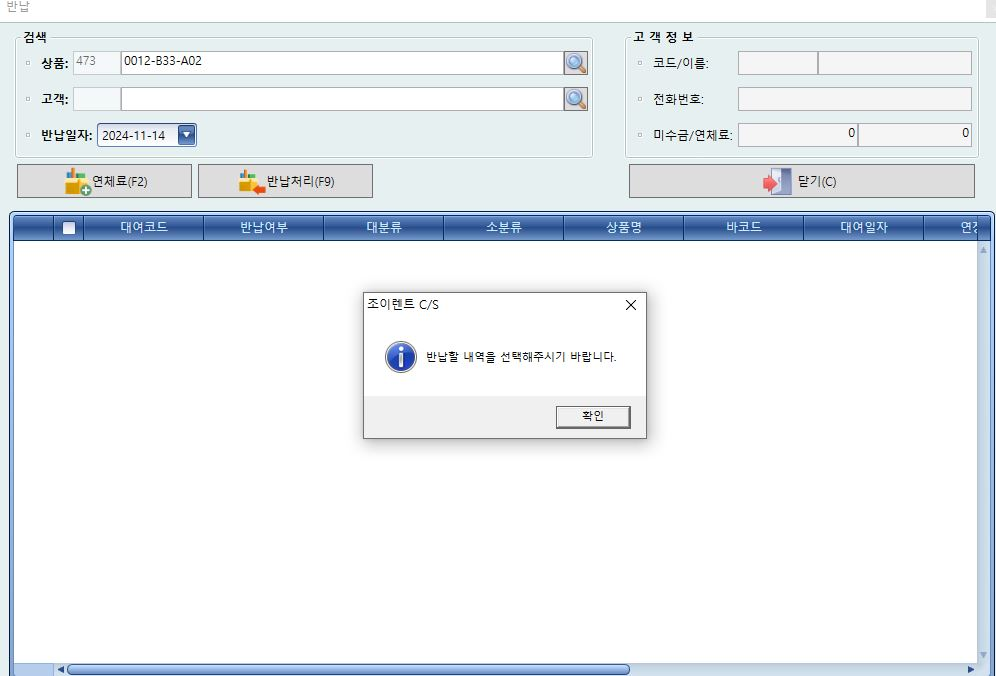 반납
검색
상품: 473 0012-B33-A02
고객:
반납일자: 2024-11-14
고 객 정 보
코드/이름:
전화번호:
미수금/연체료: 0 0
연체료(F2) 반납처리(F9) 닫기(C)
대여코드 반납여부 대분류 소분류 상품명 바코드 대여일자
조이렌트 C/S
반납할 내역을 선택해주시기 바랍니다.
확인